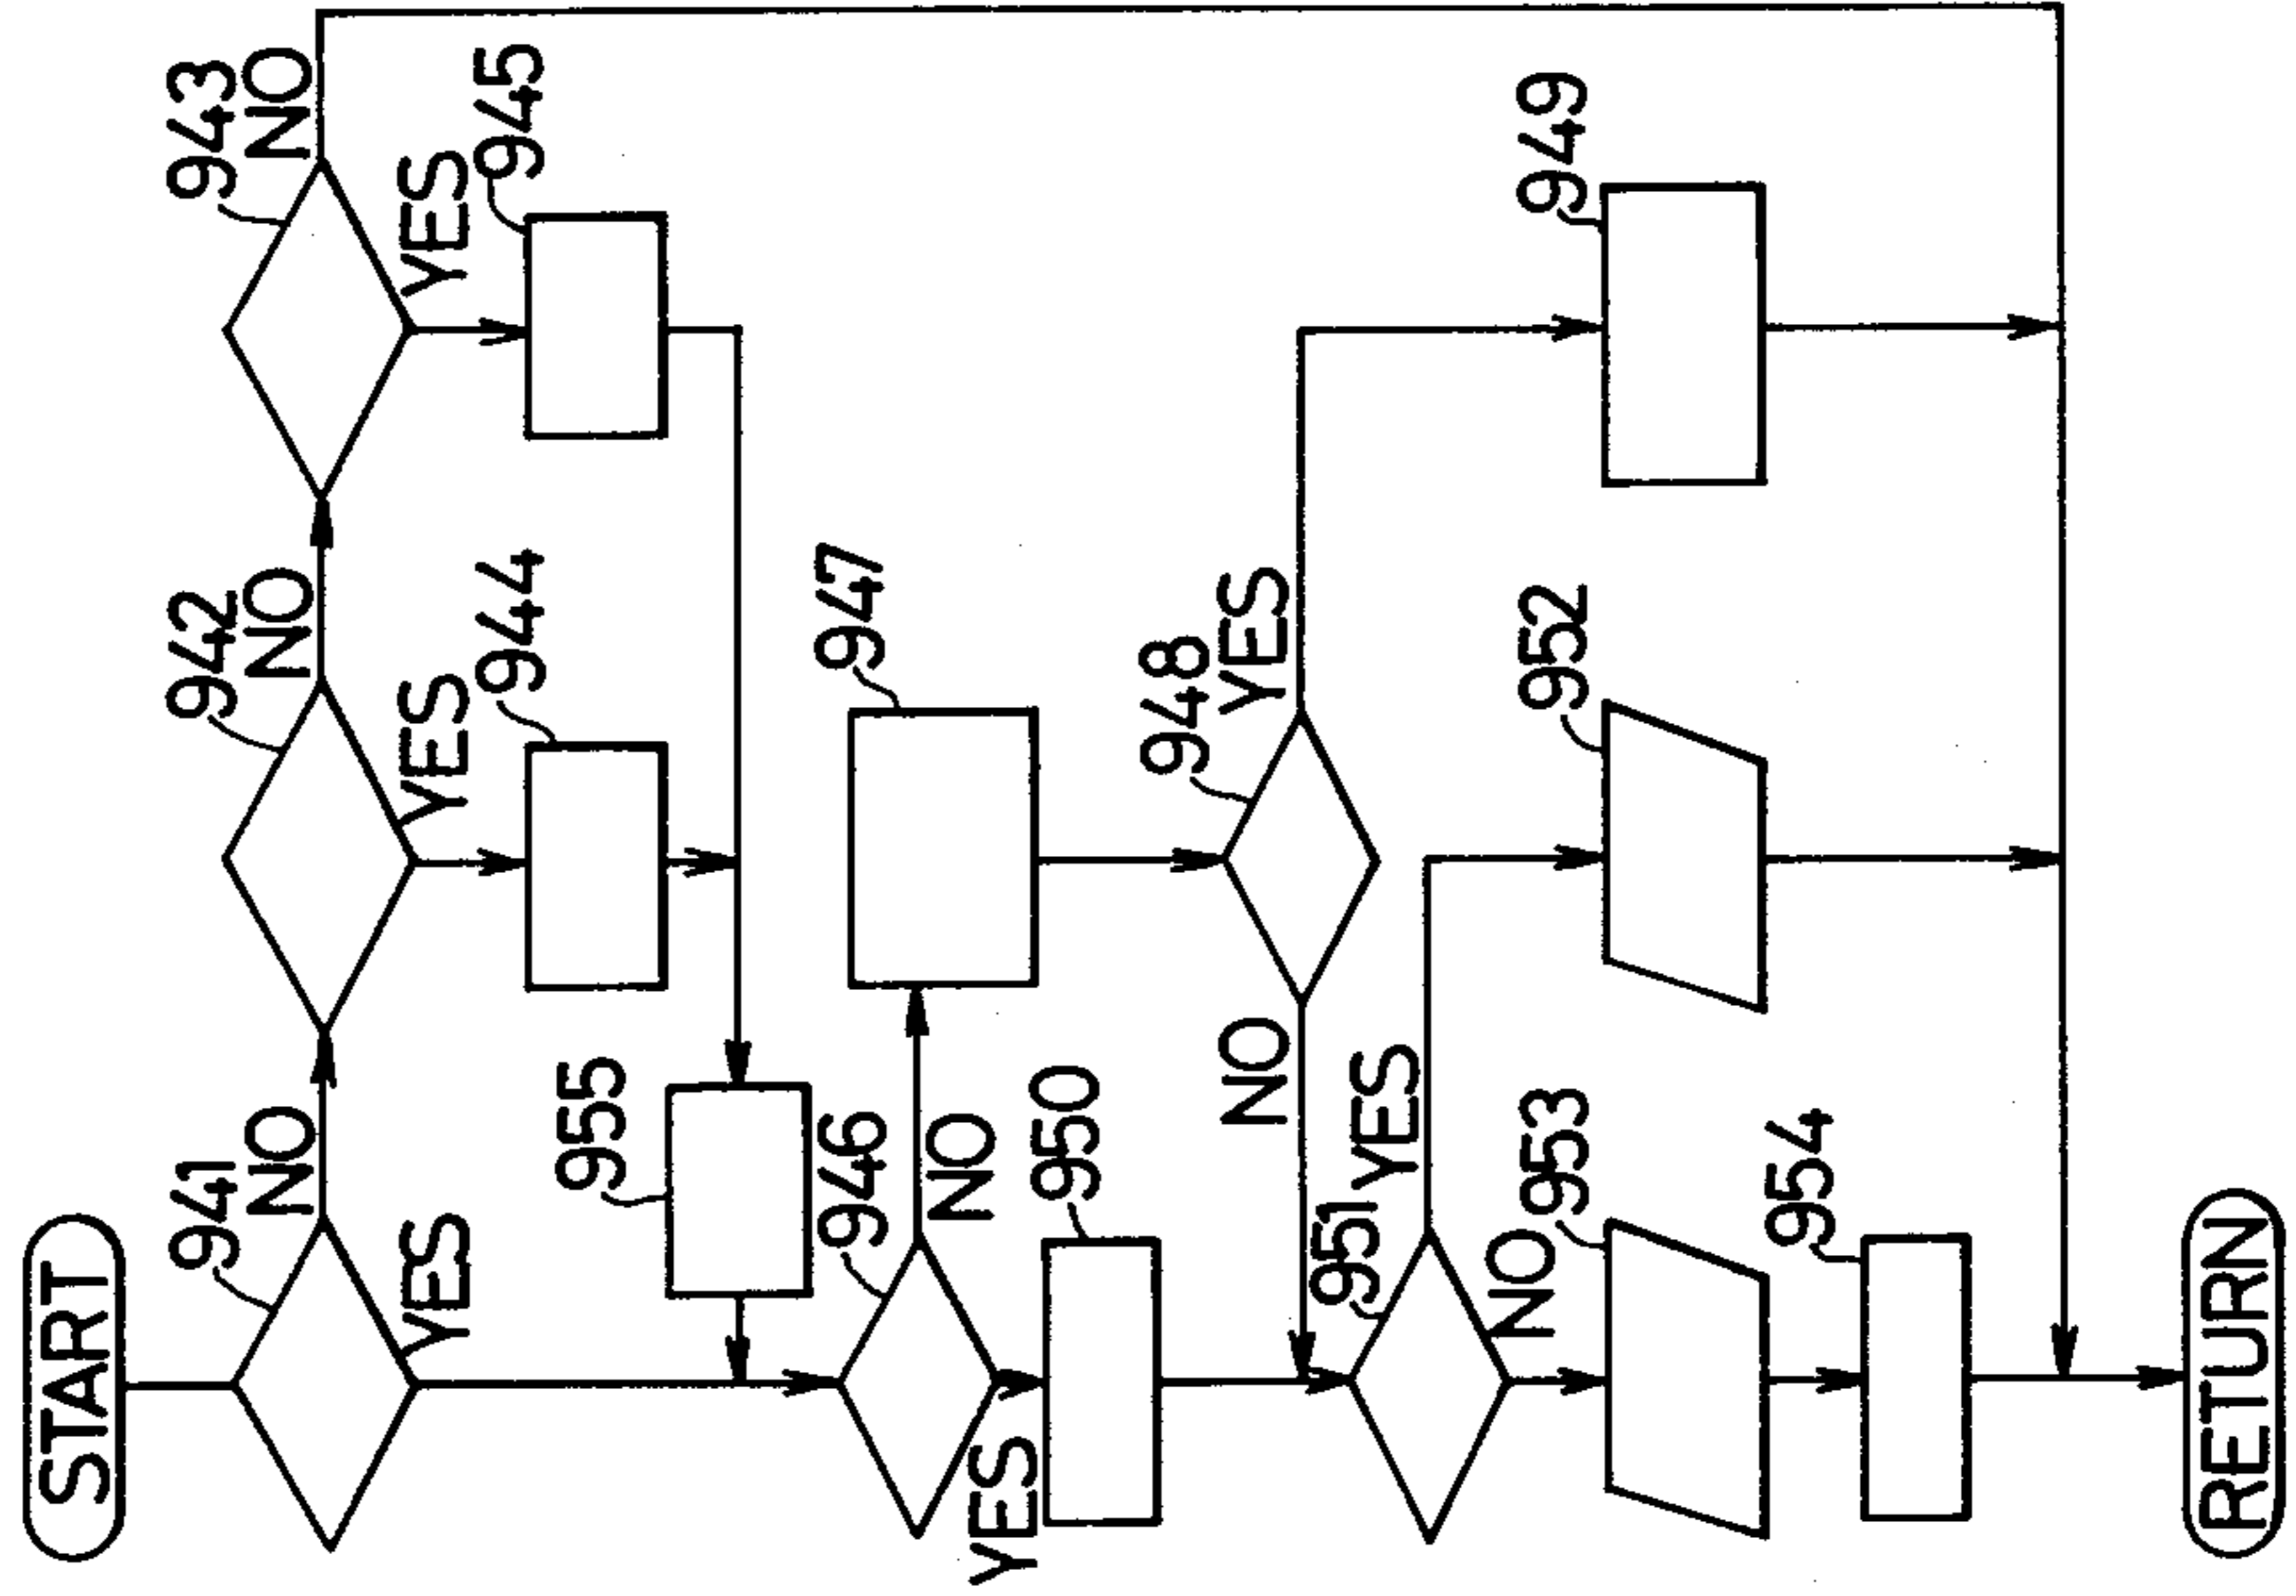 START
941
NO
YES
942
NO
YES
943
NO
YES
944
945
955
946
NO
YES
947
950
948
YES
NO
951
YES
NO
949
952
953
954
RETURN